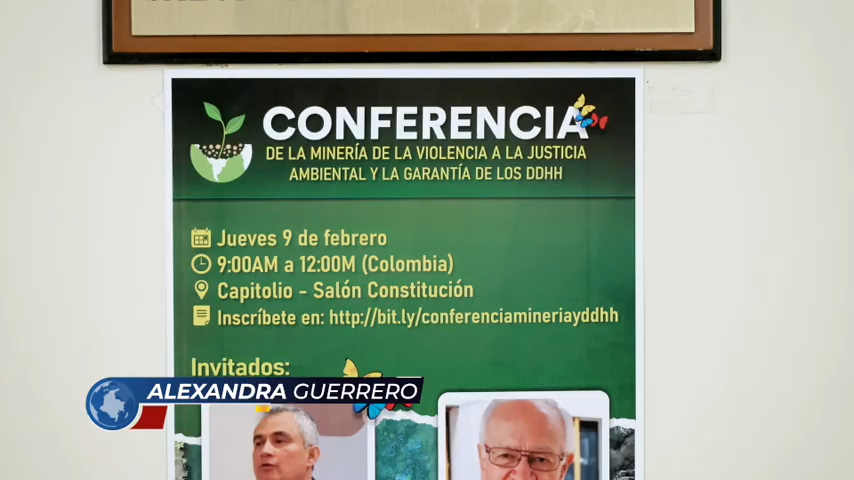 CONFERENCIA
DE LA MINERÍA DE LA VIOLENCIA A LA JUSTICIA
AMBIENTAL Y LA GARANTÍA DE LOS DDHH
Jueves 9 de febrero
9:00AM a 12:00M (Colombia)
Capitolio - Salón Constitución
Inscríbete en: http://bit.ly/conferenciamineriayddhh
Invitados:
ALEXANDRA GUERRERO